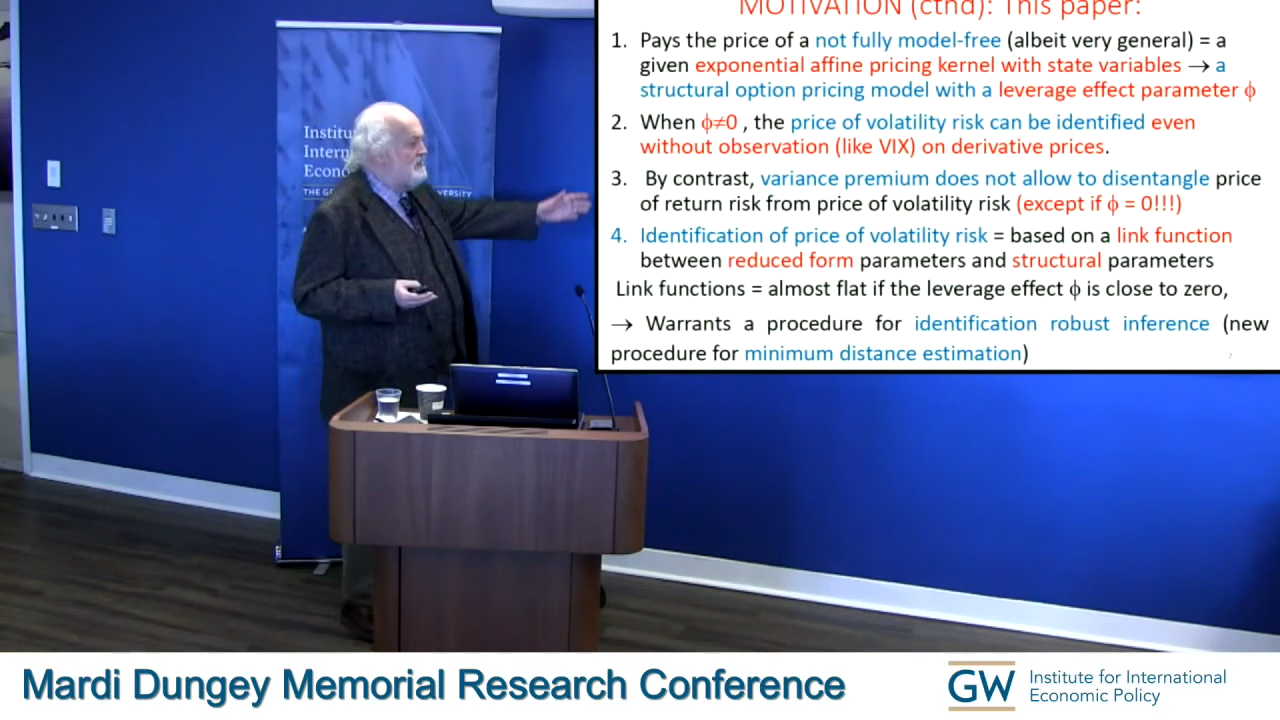 MOTIVATION (ctnd): This paper:
1. Pays the price of a not fully model-free (albeit very general) = a
given exponential affine pricing kernel with state variables → a
structural option pricing model with a leverage effect parameter ϕ
2. When ϕ≠0 , the price of volatility risk can be identified even
without observation (like VIX) on derivative prices.
3. By contrast, variance premium does not allow to disentangle price
of return risk from price of volatility risk (except if ϕ = 0!!!)
4. Identification of price of volatility risk = based on a link function
between reduced form parameters and structural parameters
Link functions = almost flat if the leverage effect ϕ is close to zero,
→ Warrants a procedure for identification robust inference (new
procedure for minimum distance estimation)
7
Institu
Intern
Econo
THE GE
VERSITY
Mardi Dungey Memorial Research Conference
GW
Institute for International
Economic Policy